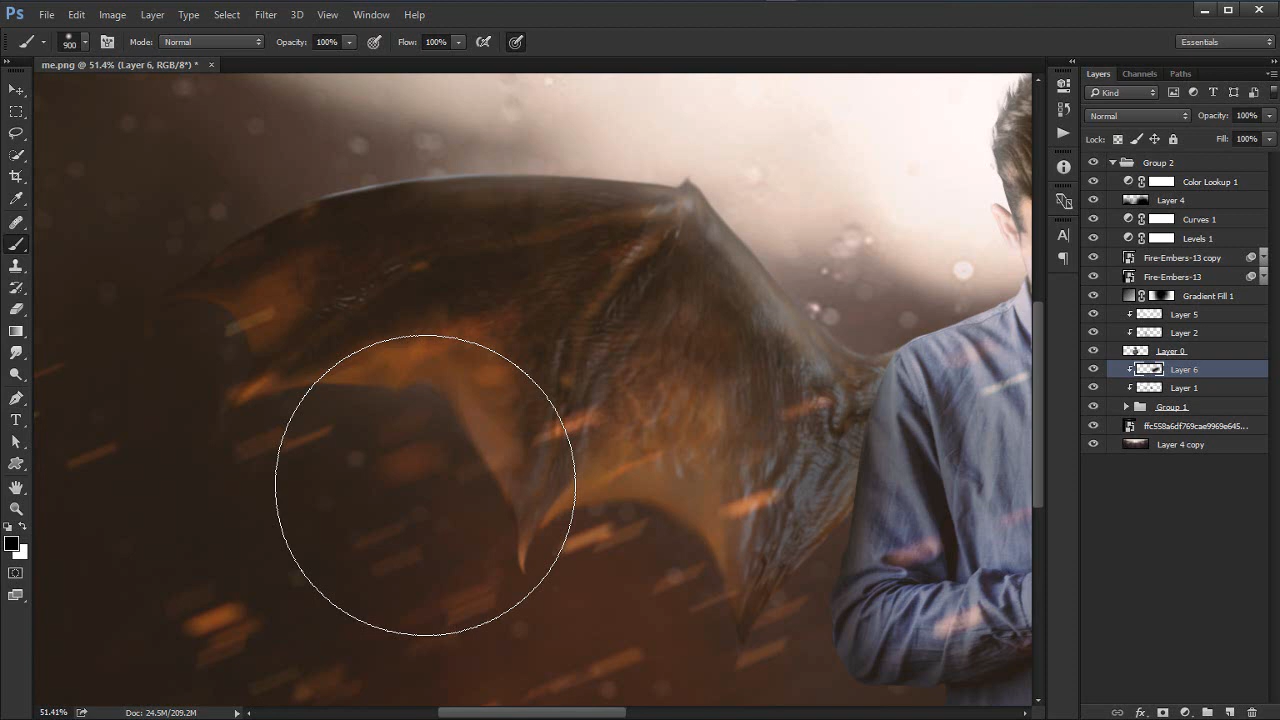 Ps File Edit Image Layer Type Select Filter 3D View Window Help
900 Mode: Normal Opacity: 100% Flow: 100% Essentials
me.png @ 51.4% (Layer 6, RGB/8*) * ×
Layers Channels Paths
Kind
Normal Opacity: 100%
Lock: Fill: 100%
Group 2
Color Lookup 1
Layer 4
Curves 1
Levels 1
Fire-Embers-13 copy
Fire-Embers-13
Gradient Fill 1
Layer 5
Layer 2
Layer 0
Layer 6
Layer 1
Group 1
ffc558a6df769cae9969e645...
Layer 4 copy
51.41% Doc: 24.5M/209.2M